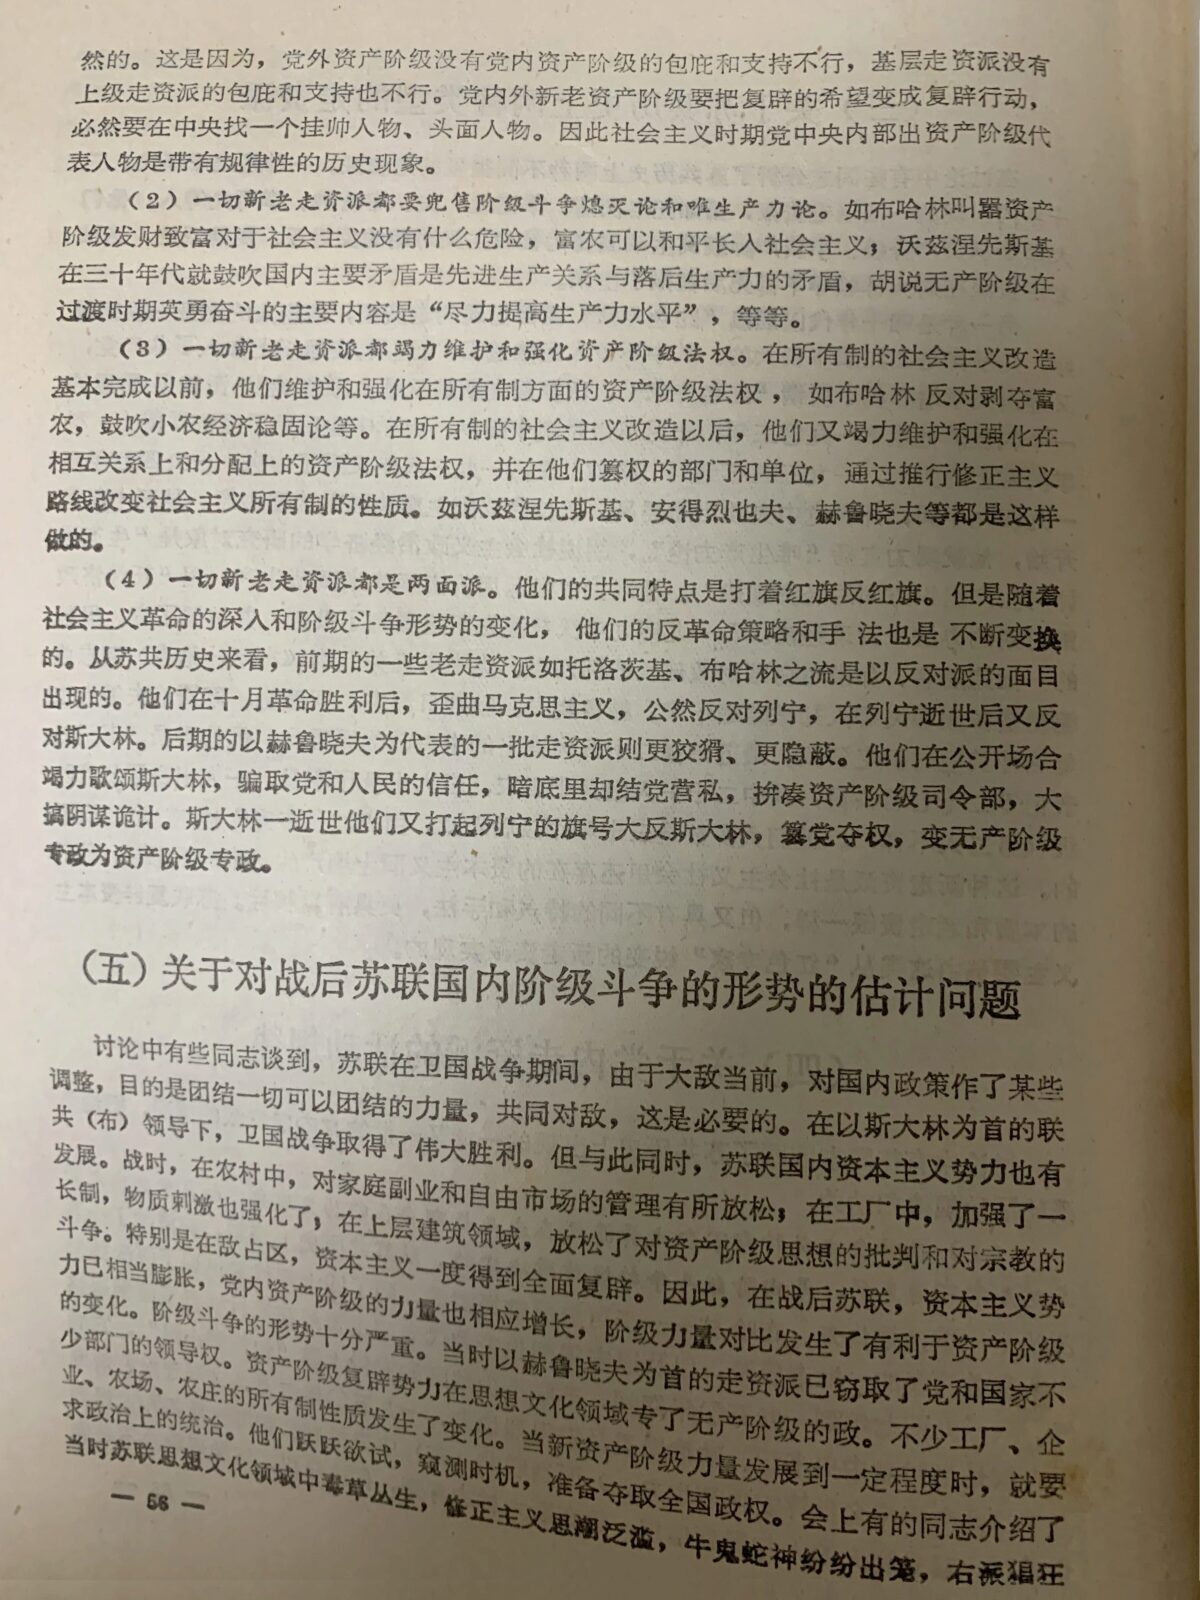 然的。这是因为，党外资产阶级没有党内资产阶级的包庇和支持不行，基层走资派没有
上级走资派的包庇和支持也不行。党内外新老资产阶级要把复辟的希望变成复辟行动，
必然要在中央找一个挂帅人物、头面人物。因此社会主义时期党中央内部出资产阶级代
表人物是带有规律性的历史现象。
（2）一切新老走资派都要兜售阶级斗争熄灭论和唯生产力论。如布哈林叫嚣资产
阶级发财致富对于社会主义没有什么危险，富农可以和平长入社会主义；沃兹涅先斯基
在三十年代就鼓吹国内主要矛盾是先进生产关系与落后生产力的矛盾，胡说无产阶级在
过渡时期英勇奋斗的主要内容是“尽力提高生产力水平”，等等。
（3）一切新老走资派都竭力维护和强化资产阶级法权。在所有制的社会主义改造
基本完成以前，他们维护和强化在所有制方面的资产阶级法权，如布哈林反对剥夺富
农，鼓吹小农经济稳固论等。在所有制的社会主义改造以后，他们又竭力维护和强化在
相互关系上和分配上的资产阶级法权，并在他们篡权的部门和单位，通过推行修正主义
路线改变社会主义所有制的性质。如沃兹涅先斯基、安得烈也夫、赫鲁晓夫等都是这样
做的。
（4）一切新老走资派都是两面派。他们的共同特点是打着红旗反红旗。但是随着
社会主义革命的深入和阶级斗争形势的变化，他们的反革命策略和手法也是不断变换
的。从苏共历史来看，前期的一些老走资派如托洛茨基、布哈林之流是以反对派的面目
出现的。他们在十月革命胜利后，歪曲马克思主义，公然反对列宁，在列宁逝世后又反
对斯大林。后期的以赫鲁晓夫为代表的一批走资派则更狡猾、更隐蔽。他们在公开场合
竭力歌颂斯大林，骗取党和人民的信任，暗底里却结党营私，拚凑资产阶级司令部，大
搞阴谋诡计。斯大林一逝世他们又打起列宁的旗号大反斯大林，篡党夺权，变无产阶级
专政为资产阶级专政。
（五）关于对战后苏联国内阶级斗争的形势的估计问题
讨论中有些同志谈到，苏联在卫国战争期间，由于大敌当前，对国内政策作了某些
调整，目的是团结一切可以团结的力量，共同对敌，这是必要的。在以斯大林为首的联
共（布）领导下，卫国战争取得了伟大胜利。但与此同时，苏联国内资本主义势力也有
发展。战时，在农村中，对家庭副业和自由市场的管理有所放松；在工厂中，加强了一
长制，物质刺激也强化了；在上层建筑领域，放松了对资产阶级思想的批判和对宗教的
斗争。特别是在敌占区，资本主义一度得到全面复辟。因此，在战后苏联，资本主义势
力已相当膨胀，党内资产阶级的力量也相应增长，阶级力量对比发生了有利于资产阶级
的变化。阶级斗争的形势十分严重。当时以赫鲁晓夫为首的走资派已窃取了党和国家不
少部门的领导权。资产阶级复辟势力在思想文化领域专了无产阶级的政。不少工厂、企
业、农场、农庄的所有制性质发生了变化。当新资产阶级力量发展到一定程度时，就要
求政治上的统治。他们跃跃欲试，窥测时机，准备夺取全国政权。会上有的同志介绍了
当时苏联思想文化领域中毒草丛生，修正主义思潮泛滥，牛鬼蛇神纷纷出笼，右派猖狂
— 56 —